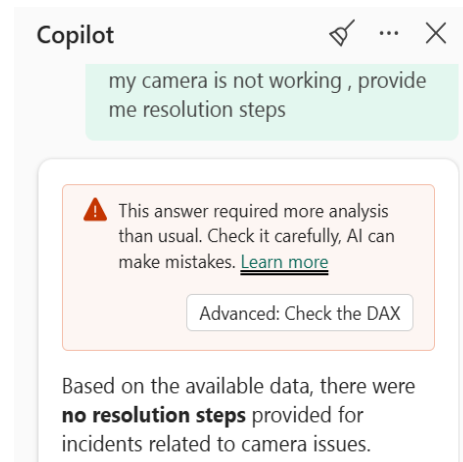 Copilot
my camera is not working , provide
me resolution steps
This answer required more analysis
than usual. Check it carefully, AI can
make mistakes. Learn more
Advanced: Check the DAX
Based on the available data, there were
no resolution steps provided for
incidents related to camera issues.